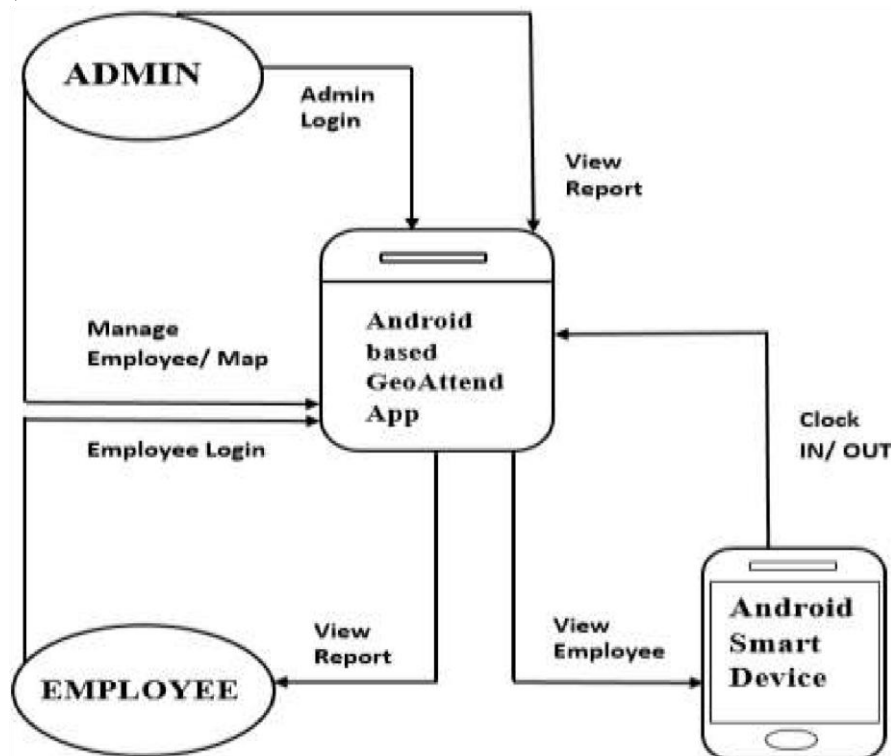 ADMIN
Admin
Login
View
Report
Manage
Employee/ Map
Android
based
GeoAttend
App
Employee Login
Clock
IN/ OUT
View
Report
View
Employee
Android
Smart
Device
EMPLOYEE